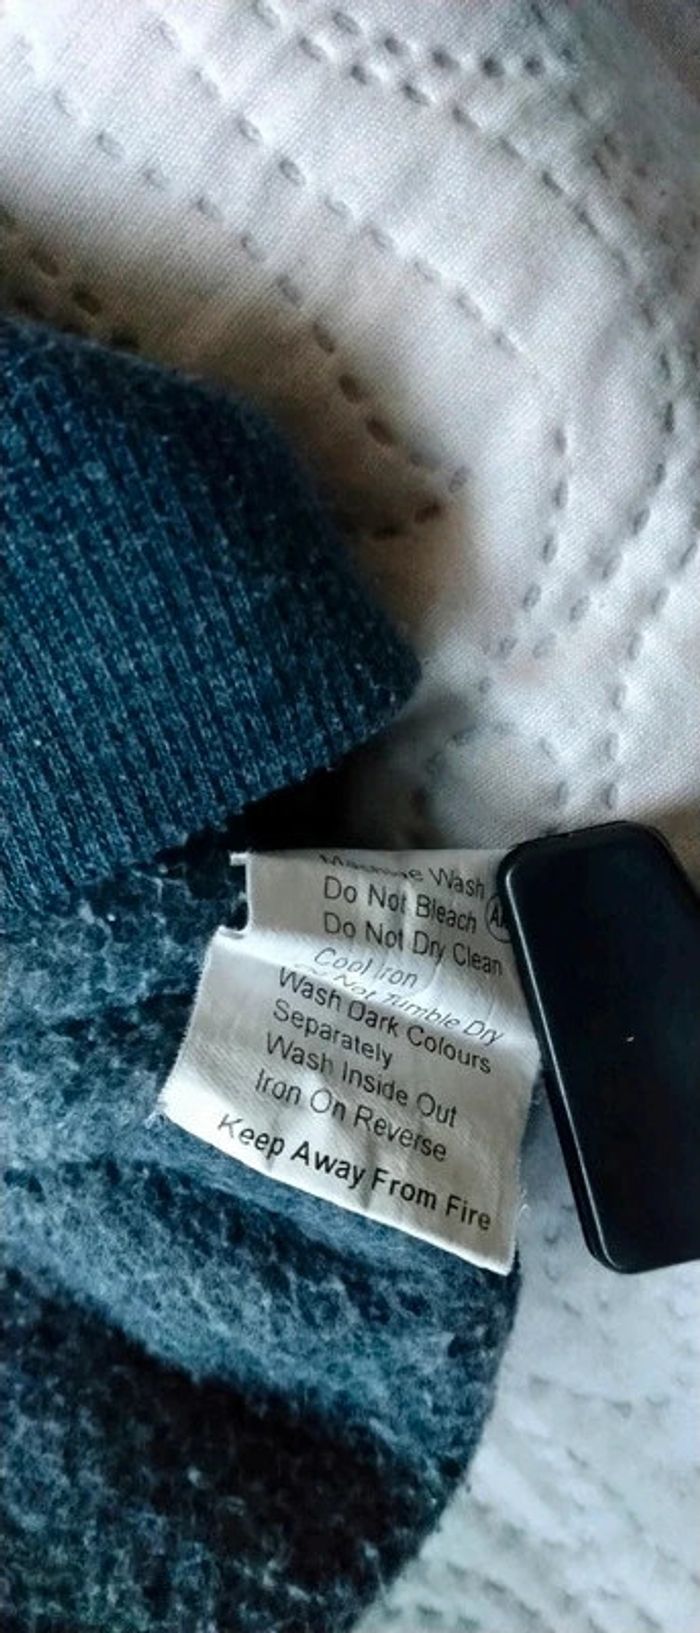 Machine Wash
Do Not Bleach
Do Not Dry Clean
Cool Iron
Not Tumble Dry
Wash Dark Colours
Separately
Wash Inside Out
Iron On Reverse
Keep Away From Fire